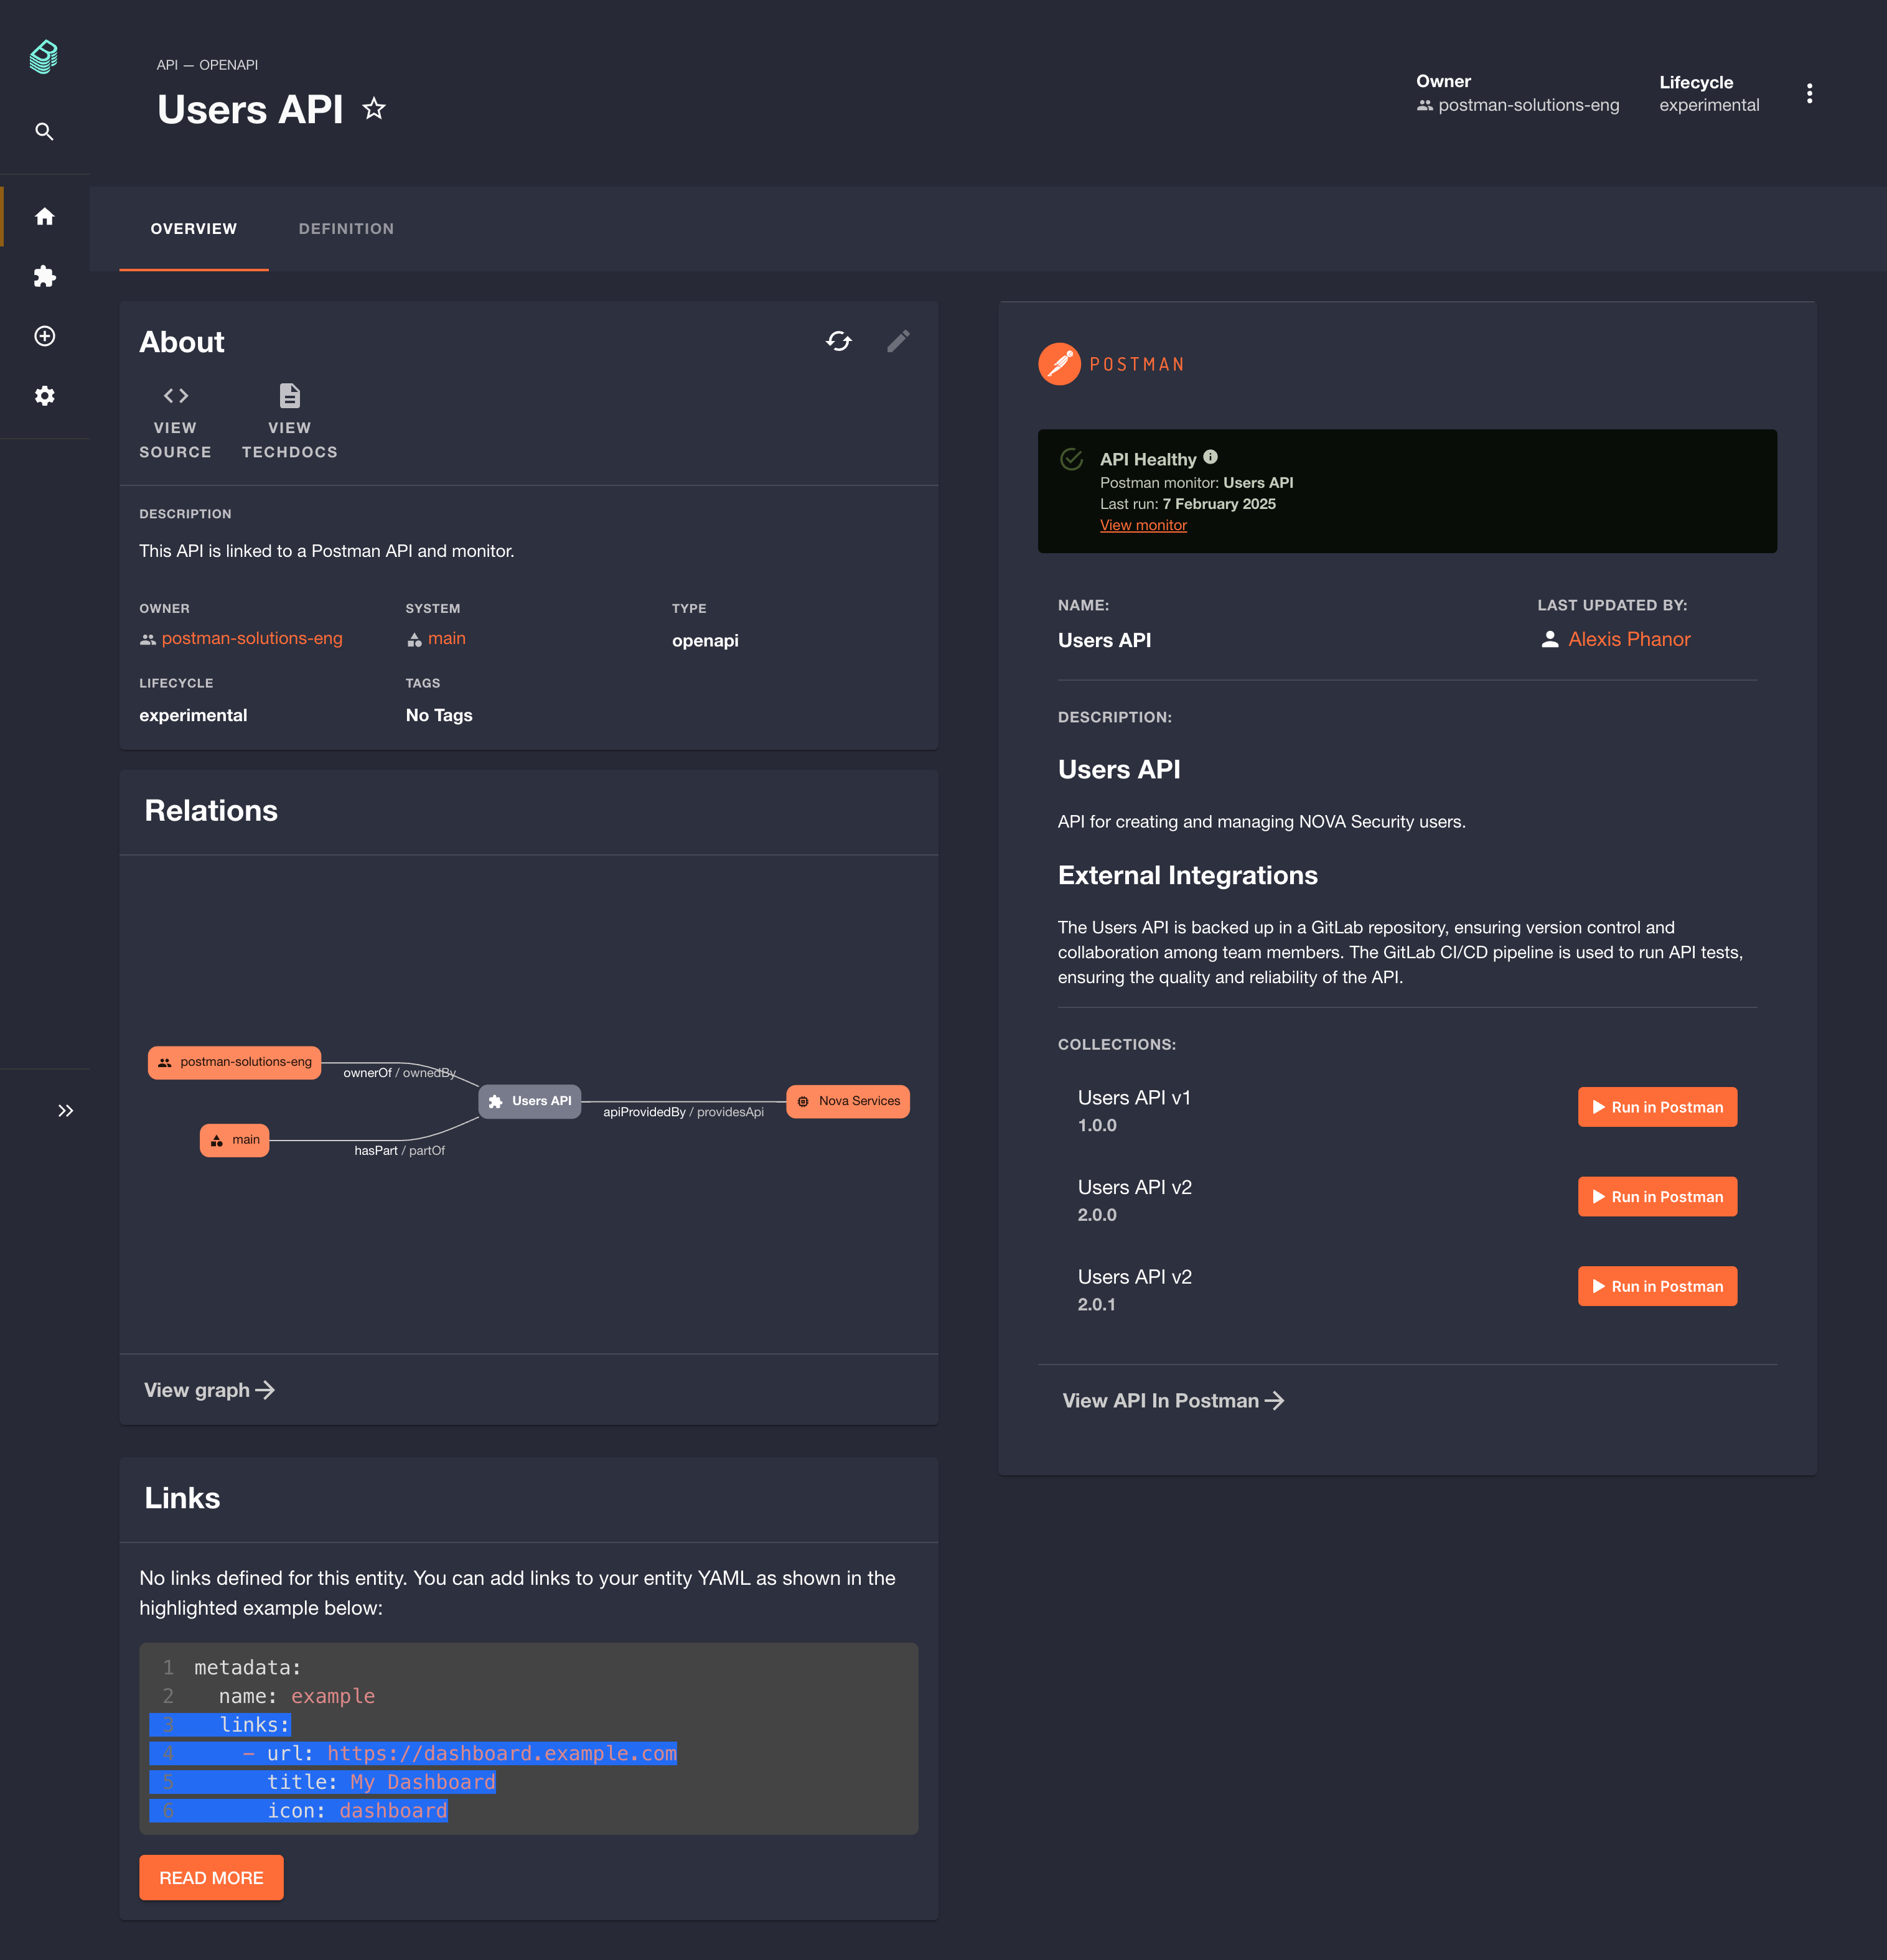 API — OPENAPI
Users API
Owner
postman-solutions-eng
Lifecycle
experimental
OVERVIEW
DEFINITION
About
VIEW
SOURCE
VIEW
TECHDOCS
DESCRIPTION
This API is linked to a Postman API and monitor.
OWNER
postman-solutions-eng
SYSTEM
main
TYPE
openapi
LIFECYCLE
experimental
TAGS
No Tags
Relations
postman-solutions-eng
ownerOf / ownedBy
Users API
apiProvidedBy / providesApi
Nova Services
main
hasPart / partOf
View graph
Links
No links defined for this entity. You can add links to your entity YAML as shown in the
highlighted example below:
1 metadata:
2 name: example
3 links:
4 - url: https://dashboard.example.com
5 title: My Dashboard
6 icon: dashboard
READ MORE
POSTMAN
API Healthy
Postman monitor: Users API
Last run: 7 February 2025
View monitor
NAME:
Users API
LAST UPDATED BY:
Alexis Phanor
DESCRIPTION:
Users API
API for creating and managing NOVA Security users.
External Integrations
The Users API is backed up in a GitLab repository, ensuring version control and
collaboration among team members. The GitLab CI/CD pipeline is used to run API tests,
ensuring the quality and reliability of the API.
COLLECTIONS:
Users API v1
1.0.0
Run in Postman
Users API v2
2.0.0
Run in Postman
Users API v2
2.0.1
Run in Postman
View API In Postman